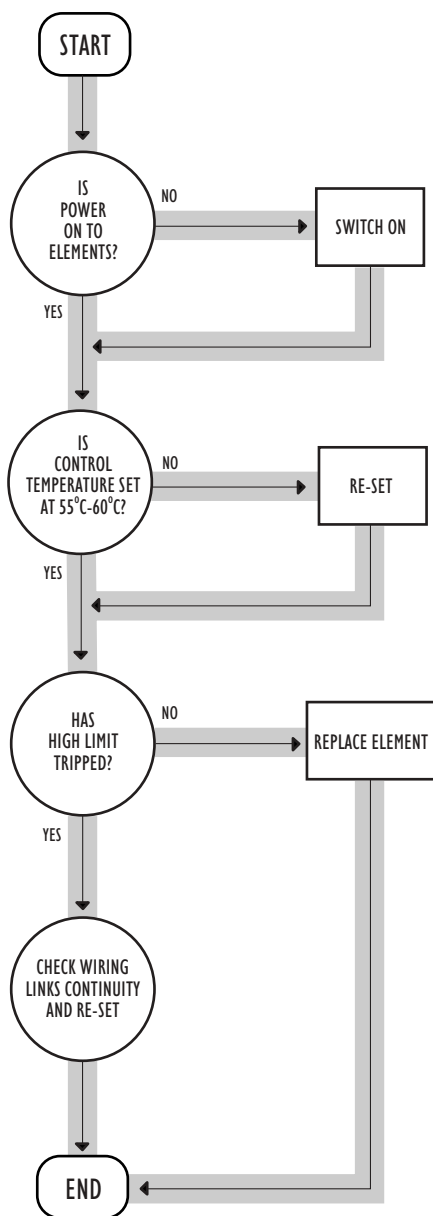 START
IS
POWER
ON TO
ELEMENTS?
NO
SWITCH ON
YES
IS
CONTROL
TEMPERATURE SET
AT 55°C-60°C?
NO
RE-SET
YES
HAS
HIGH LIMIT
TRIPPED?
NO
REPLACE ELEMENT
YES
CHECK WIRING
LINKS CONTINUITY
AND RE-SET
END